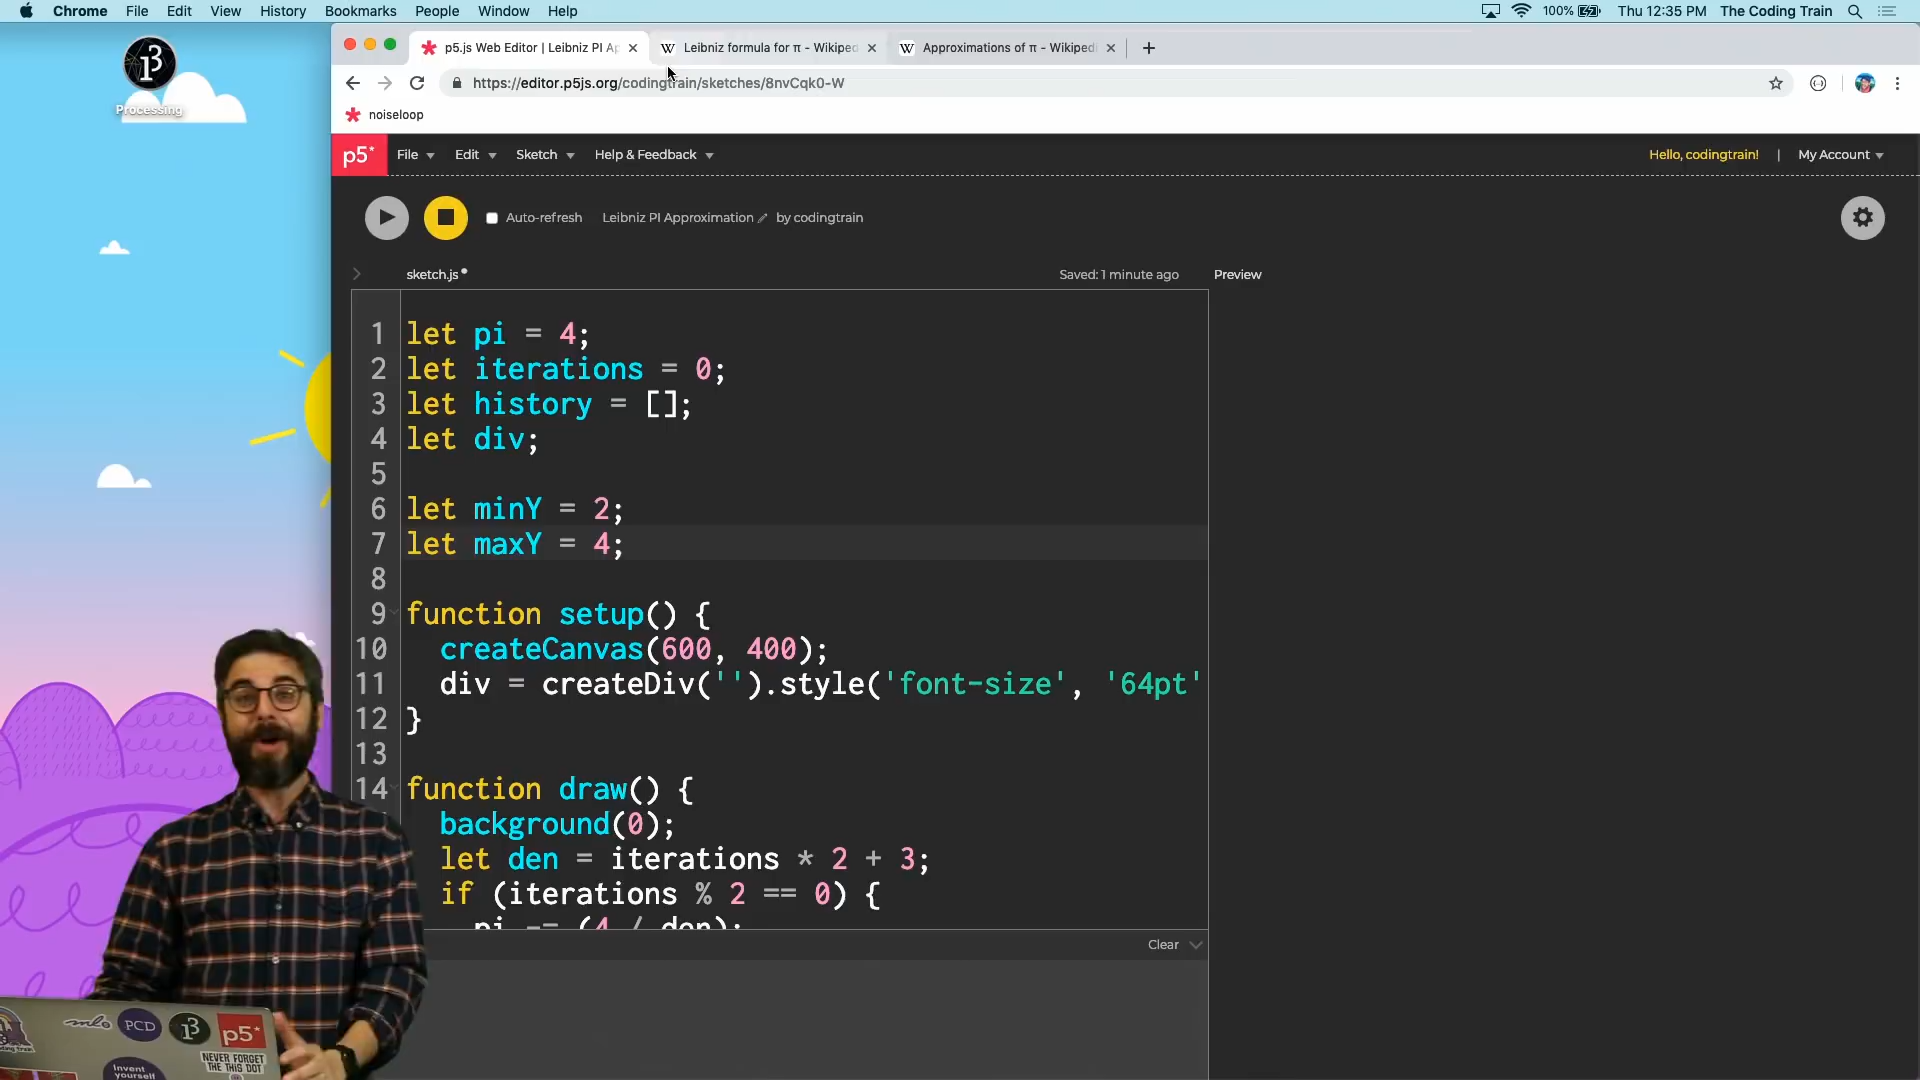 Chrome File Edit View History Bookmarks People Window Help
100% Thu 12:35 PM The Coding Train
Processing
p5.js Web Editor | Leibniz PI Ap
Leibniz formula for π - Wikiped
Approximations of π - Wikipedi
https://editor.p5js.org/codingtrain/sketches/8nvCqk0-W
noiseloop
p5* File Edit Sketch Help & Feedback
Hello, codingtrain! | My Account
Auto-refresh Leibniz PI Approximation by codingtrain
sketch.js
Saved: 1 minute ago
Preview
1 let pi = 4;
2 let iterations = 0;
3 let history = [];
4 let div;
5
6 let minY = 2;
7 let maxY = 4;
8
9 function setup() {
10 createCanvas(600, 400);
11 div = createDiv('').style('font-size', '64pt'
12 }
13
14 function draw() {
background(0);
let den = iterations * 2 + 3;
if (iterations % 2 == 0) {
pi -= (4 / den);
Clear
mlo
PCD
p5*
NEVER FORGET
THE THIS DOT
Invent
yourself